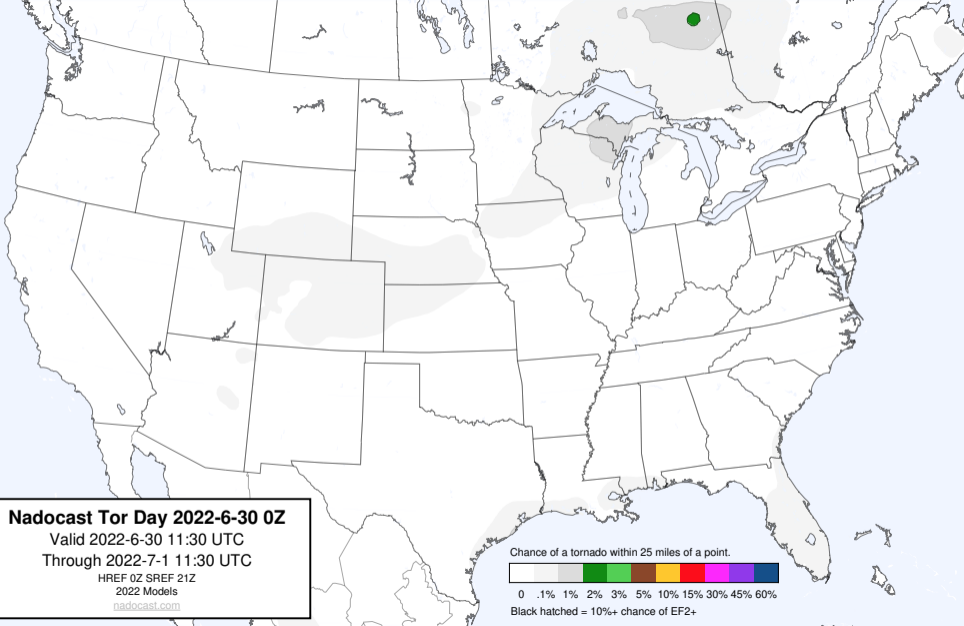 Nadocast Tor Day 2022-6-30 0Z
Valid 2022-6-30 11:30 UTC
Through 2022-7-1 11:30 UTC
HREF 0Z SREF 21Z
2022 Models
nadocast.com
Chance of a tornado within 25 miles of a point.
0 .1% 1% 2% 3% 5% 10% 15% 30% 45% 60%
Black hatched = 10%+ chance of EF2+